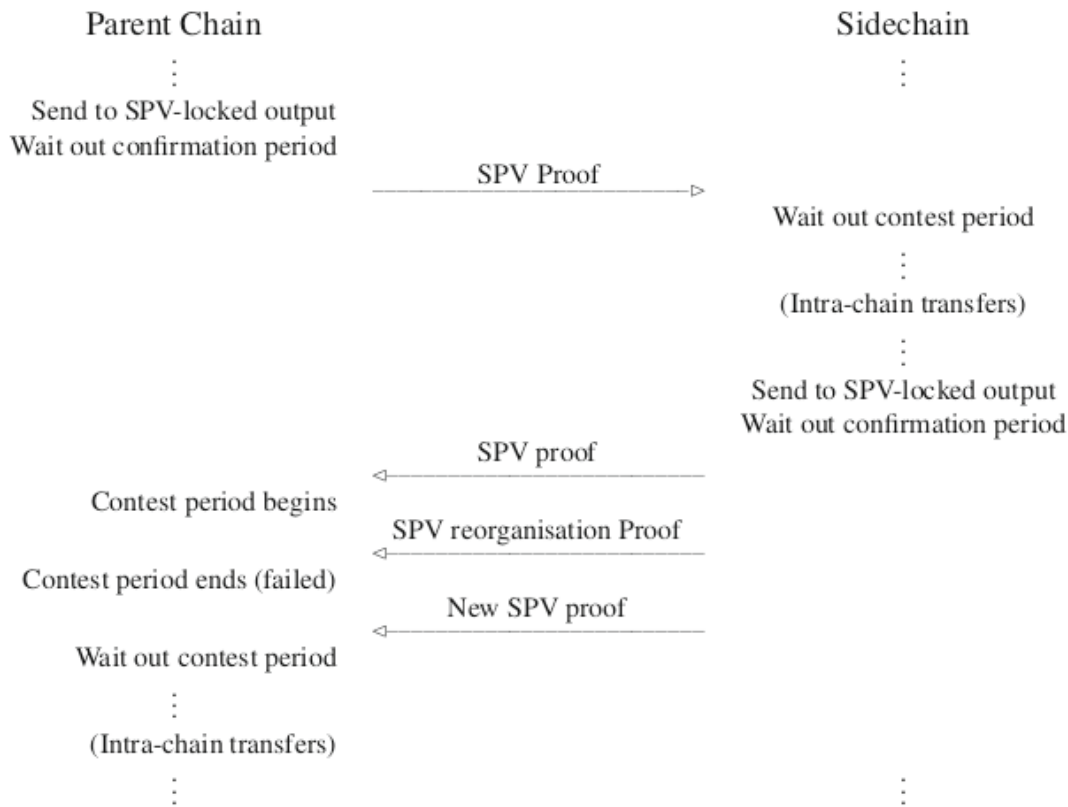 Parent Chain
Sidechain
Send to SPV-locked output
Wait out confirmation period
SPV Proof
Wait out contest period
(Intra-chain transfers)
Send to SPV-locked output
Wait out confirmation period
SPV proof
Contest period begins
SPV reorganisation Proof
Contest period ends (failed)
New SPV proof
Wait out contest period
(Intra-chain transfers)